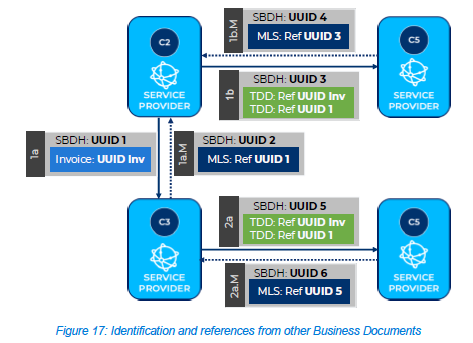 C2
SERVICE
PROVIDER
1b.M
SBDH: UUID 4
MLS: Ref UUID 3
1b
SBDH: UUID 3
TDD: Ref UUID Inv
TDD: Ref UUID 1
C5
SERVICE
PROVIDER
1a
SBDH: UUID 1
Invoice: UUID Inv
1a.M
SBDH: UUID 2
MLS: Ref UUID 1
C3
SERVICE
PROVIDER
2a
SBDH: UUID 5
TDD: Ref UUID Inv
TDD: Ref UUID 1
2a.M
SBDH: UUID 6
MLS: Ref UUID 5
C5
SERVICE
PROVIDER
Figure 17: Identification and references from other Business Documents